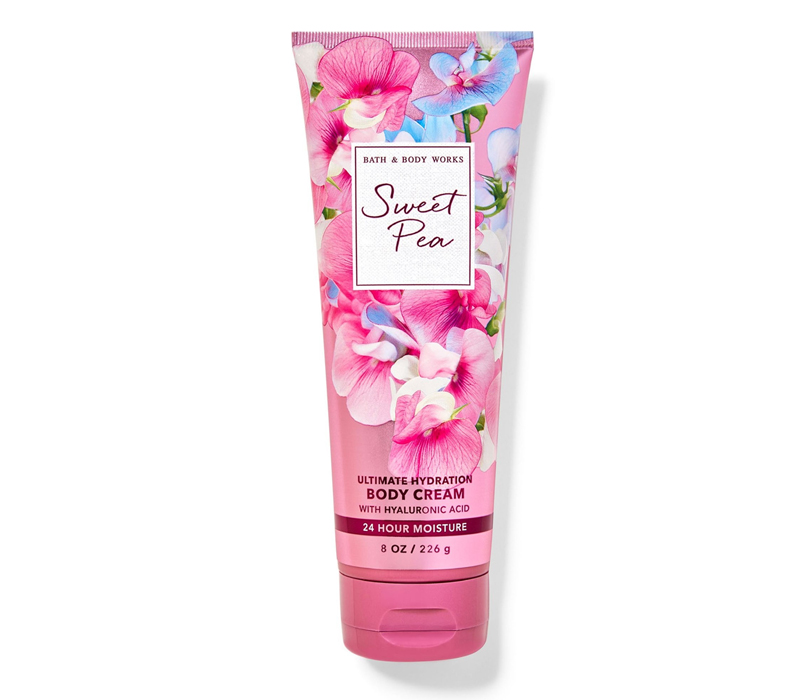 BATH & BODY WORKS
Sweet
Pea
ULTIMATE HYDRATION
BODY CREAM
WITH HYALURONIC ACID
24 HOUR MOISTURE
8 OZ / 226 g